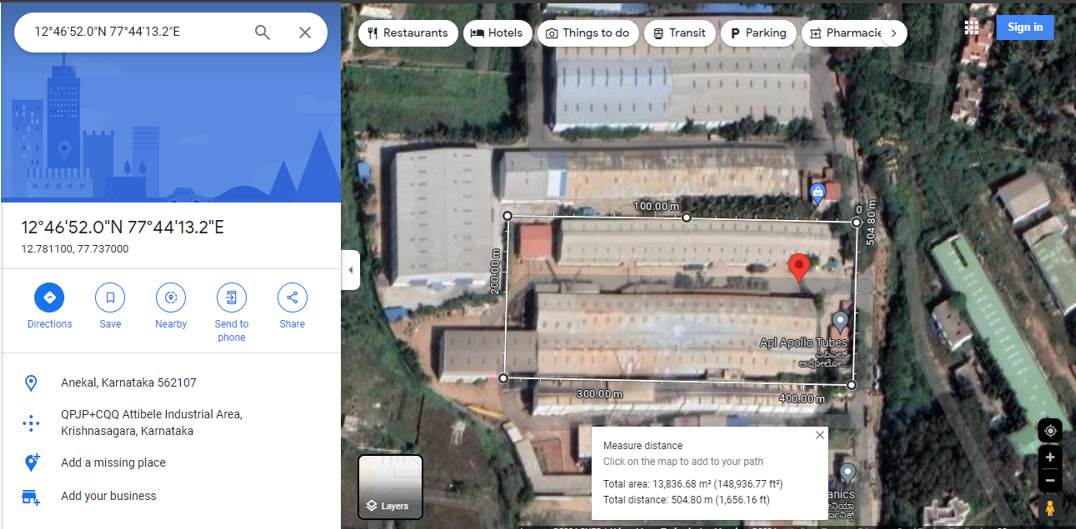 12°46'52.0"N 77°44'13.2"E
Restaurants
Hotels
Things to do
Transit
Parking
Pharmacie
Sign in
12°46'52.0"N 77°44'13.2"E
12.781100, 77.737000
Directions
Save
Nearby
Send to
phone
Share
Anekal, Karnataka 562107
QPJP+CQQ Attibele Industrial Area,
Krishnasagara, Karnataka
Add a missing place
Add your business
100.00 m
0
504.80 m
200.00 m
Apl Apollo Tubes
ಎಪಿಎಲ್
ಅಪೋಲೋ...
300.00 m
400.00 m
Measure distance
Click on the map to add to your path
Total area: 13,836.68 m² (148,936.77 ft²)
Total distance: 504.80 m (1,656.16 ft)
anics
Layers